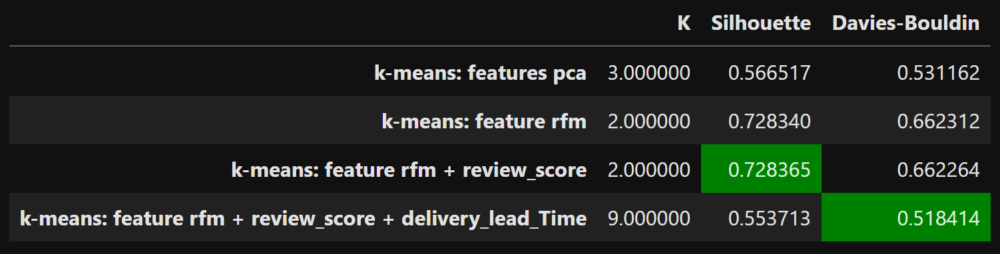 K Silhouette Davies-Bouldin
k-means: features pca 3.000000 0.566517 0.531162
k-means: feature rfm 2.000000 0.728340 0.662312
k-means: feature rfm + review_score 2.000000 0.728365 0.662264
k-means: feature rfm + review_score + delivery_lead_Time 9.000000 0.553713 0.518414